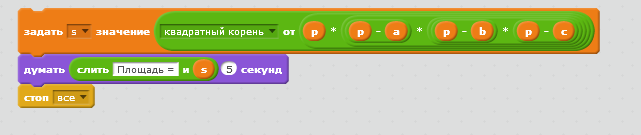 задать s значение квадратный корень от p * p - a * p - b * p - c
думать слить Площадь = и s 5 секунд
стоп все